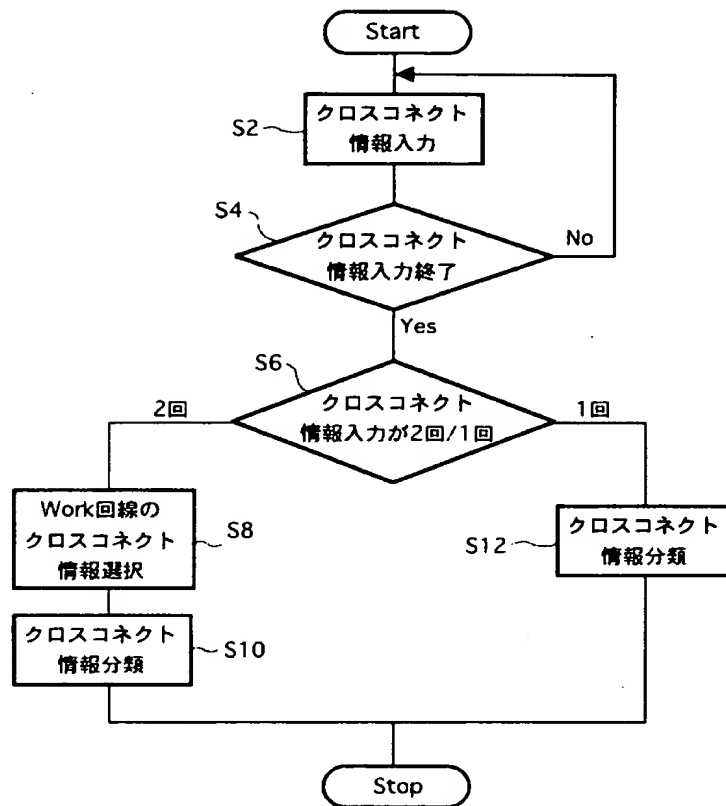 Start
S2
クロスコネクト
情報入力
S4
クロスコネクト
情報入力終了
No
Yes
S6
クロスコネクト
情報入力が2回/1回
2回
1回
Work回線の
クロスコネクト
情報選択
S8
クロスコネクト
情報分類
S10
S12
クロスコネクト
情報分類
Stop